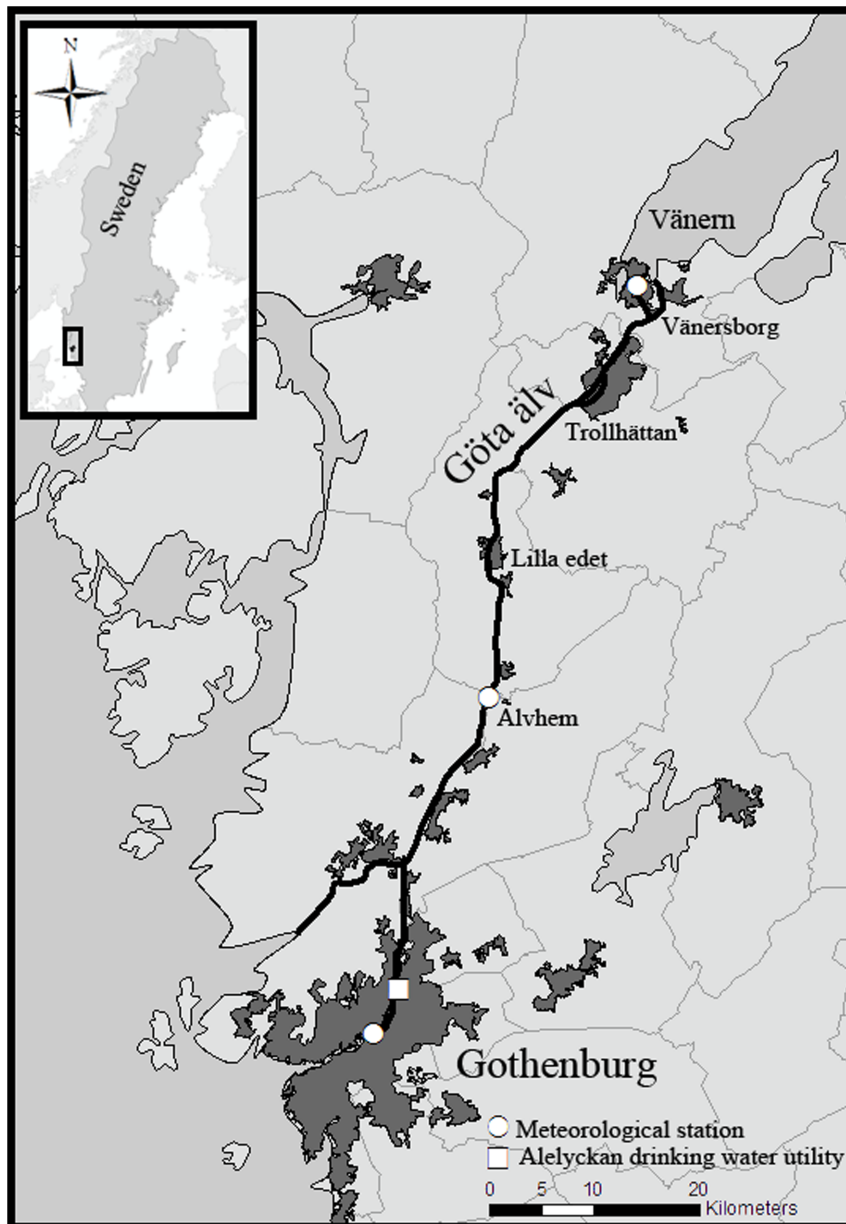 N
Sweden
Vänern
Vänersborg
Göta älv
Trollhättan
Lilla edet
Alvhem
Gothenburg
Meteorological station
Alelyckan drinking water utility
0 5 10 20
Kilometers